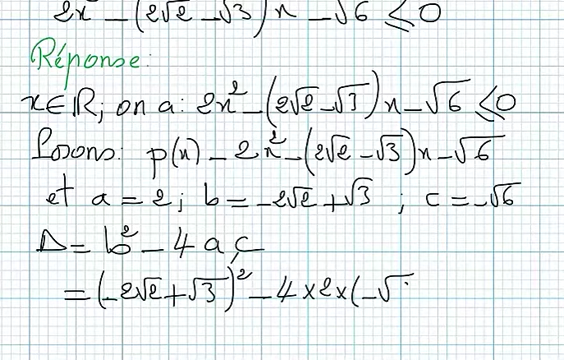 2x² - (2√2 - √3)x - √6 ≤ 0
Réponse:
x∈ℝ; on a: 2x² - (2√2 - √3)x - √6 ≤ 0
Posons: p(x) - 2x² - (2√2 - √3)x - √6
et a = 2; b = -2√2 + √3 ; c = -√6
Δ = b² - 4ac
= (-2√2 + √3)² - 4×2×(-√